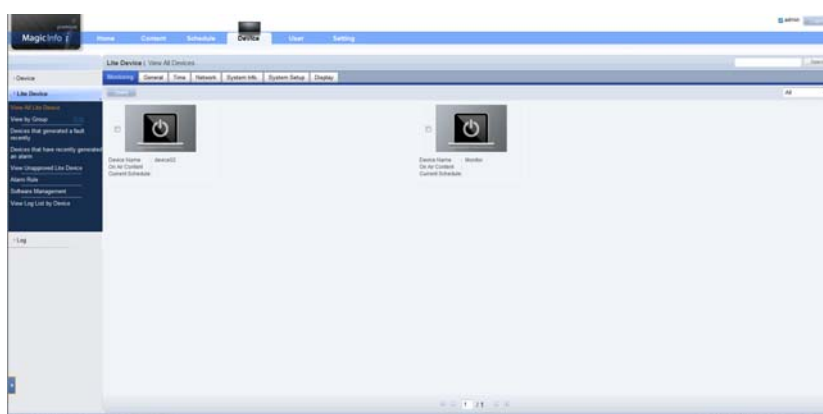 admin
MagicInfo
Home Content Schedule Device User Setting
Lite Device | View All Devices
Device
Monitoring General Time Network System Info. System Setup Display
Lite Device
All
View All Lite Device
View by Group
Devices that generated a fault
recently
Devices that have recently generated
an alarm
View Unapproved Lite Device
Alarm Rule
Software Management
View Log List by Device
Device Name :
On Air Content :
Current Schedule:
Device Name : Monitor
On Air Content :
Current Schedule:
Log
1 / 1